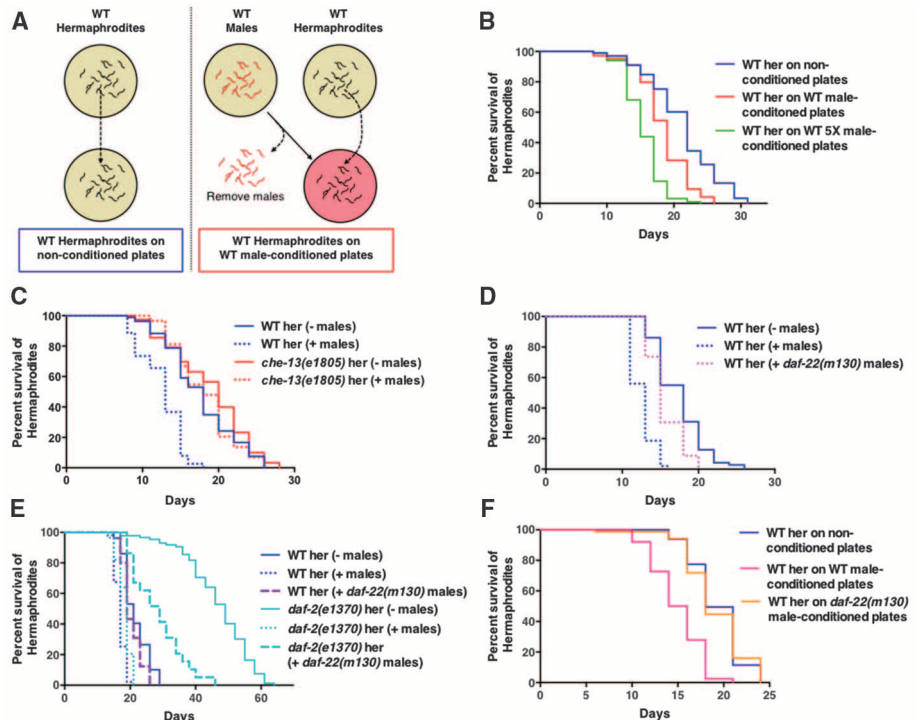 A
WT
Hermaphrodites
WT
Males
WT
Hermaphrodites
Remove males
WT Hermaphrodites on
non-conditioned plates
WT Hermaphrodites on
WT male-conditioned plates
B
Percent survival of
Hermaphrodites
100
80
60
40
20
0
0 10 20 30
Days
WT her on non-
conditioned plates
WT her on WT male-
conditoned plates
WT her on WT 5X male-
conditioned plates
C
Percent survival of
Hermaphrodites
100
80
60
40
20
0
0 10 20 30
Days
WT her (- males)
WT her (+ males)
che-13(e1805) her (- males)
che-13(e1805) her (+ males)
D
Percent survival of
Hermaphrodites
100
80
60
40
20
0
0 10 20 30
Days
WT her (- males)
WT her (+ males)
WT her (+ daf-22(m130) males)
E
Percent survival of
Hermaphrodites
100
80
60
40
20
0
0 20 40 60
Days
WT her (- males)
WT her (+ males)
WT her (+ daf-22(m130) males)
daf-2(e1370) her (- males)
daf-2(e1370) her (+ males)
daf-2(e1370) her
(+ daf-22(m130) males)
F
Percent survival of
Hermaphrodites
100
80
60
40
20
0
0 5 10 15 20 25
Days
WT her on non-
conditioned plates
WT her on WT male-
conditioned plates
WT her on daf-22(m130)
male-conditioned plates